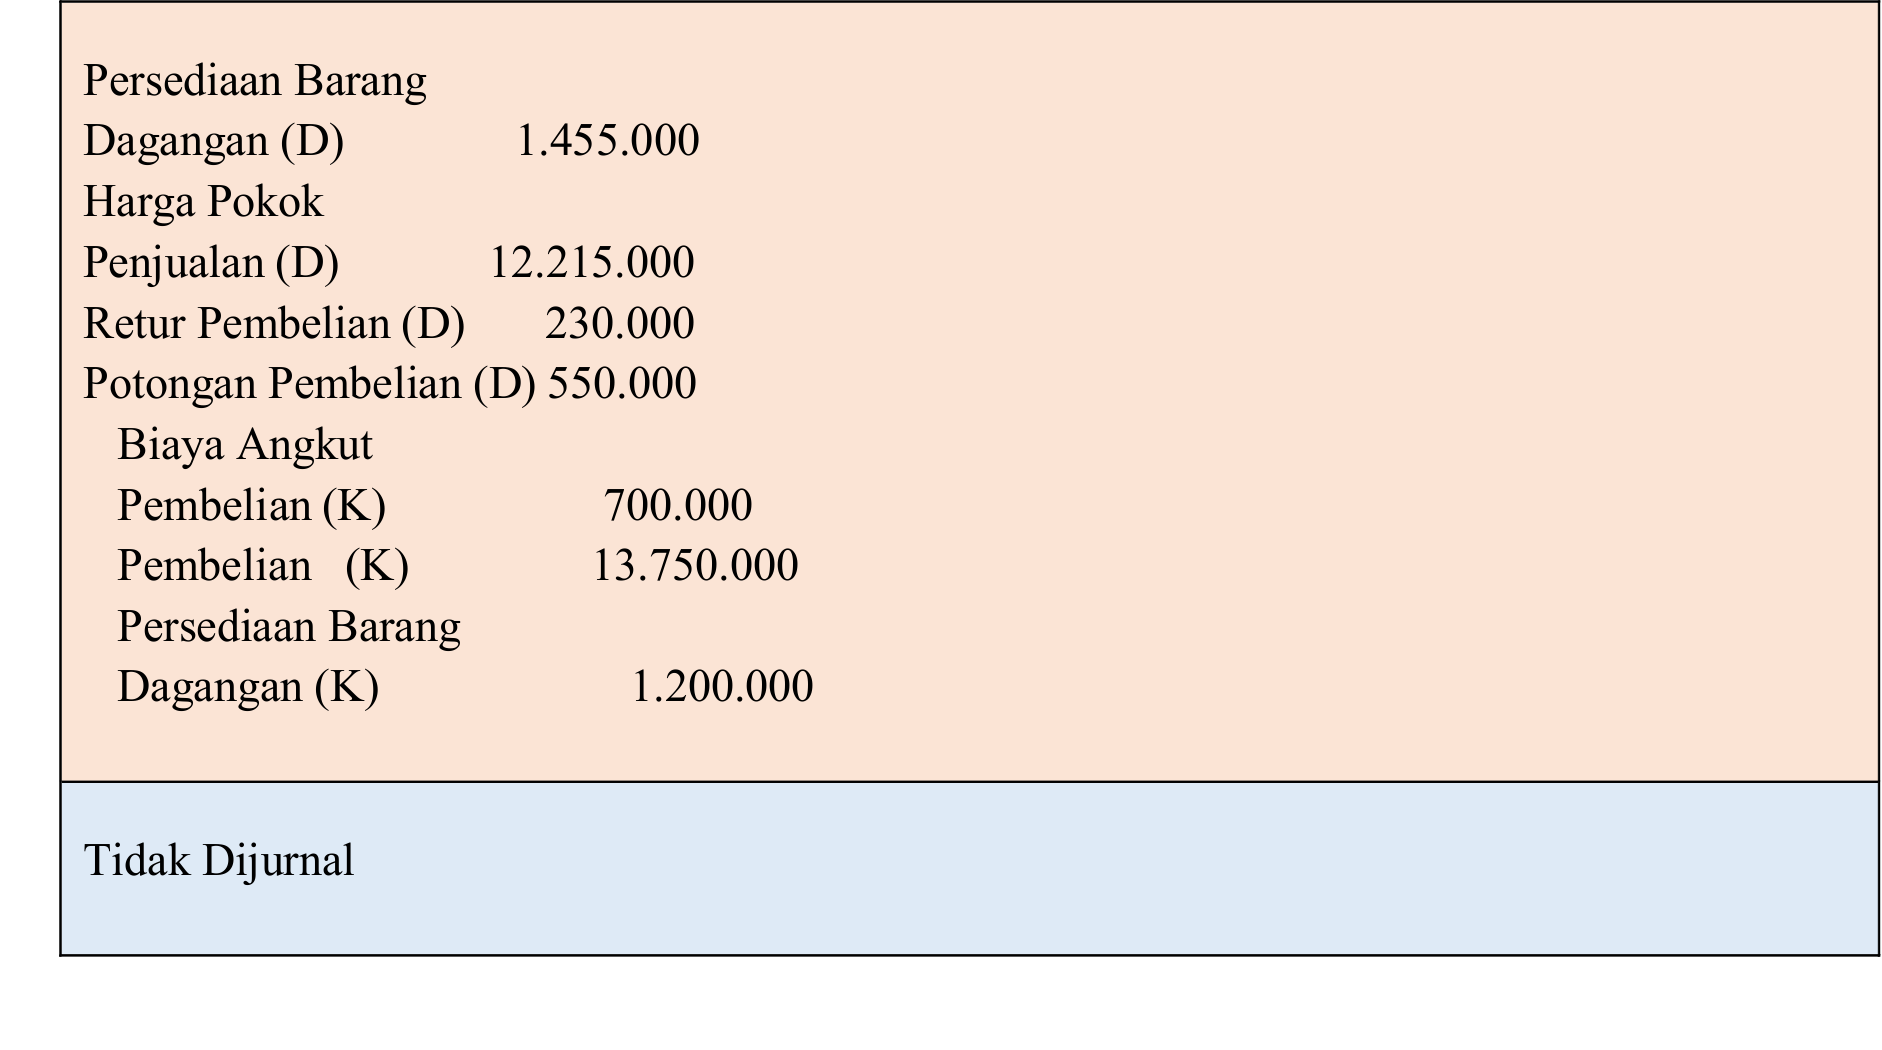 Persediaan Barang
Dagangan (D) 1.455.000
Harga Pokok
Penjualan (D) 12.215.000
Retur Pembelian (D) 230.000
Potongan Pembelian (D) 550.000
Biaya Angkut
Pembelian (K) 700.000
Pembelian (K) 13.750.000
Persediaan Barang
Dagangan (K) 1.200.000
Tidak Dijurnal